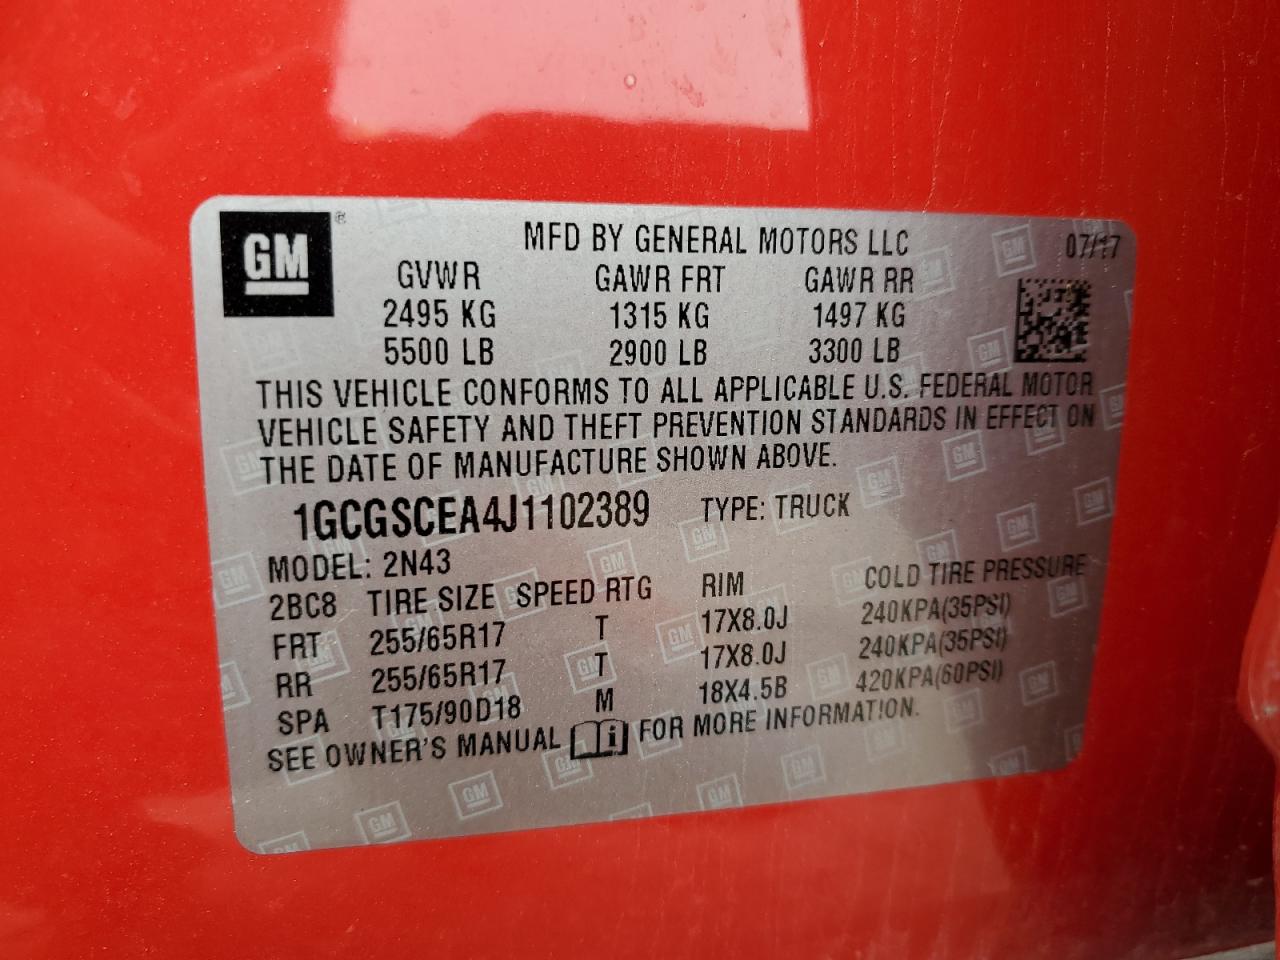 GM ® MFD BY GENERAL MOTORS LLC 07/17
GVWR GAWR FRT GAWR RR
2495 KG 1315 KG 1497 KG
5500 LB 2900 LB 3300 LB
THIS VEHICLE CONFORMS TO ALL APPLICABLE U.S. FEDERAL MOTOR
VEHICLE SAFETY AND THEFT PREVENTION STANDARDS IN EFFECT ON
THE DATE OF MANUFACTURE SHOWN ABOVE.
1GCGSCEA4J1102389 TYPE: TRUCK
MODEL: 2N43
2BC8 TIRE SIZE SPEED RTG RIM COLD TIRE PRESSURE
FRT 255/65R17 T 17X8.0J 240KPA(35PSI)
RR 255/65R17 T 17X8.0J 240KPA(35PSI)
SPA T175/90D18 M 18X4.5B 420KPA(60PSI)
SEE OWNER'S MANUAL i FOR MORE INFORMATION.